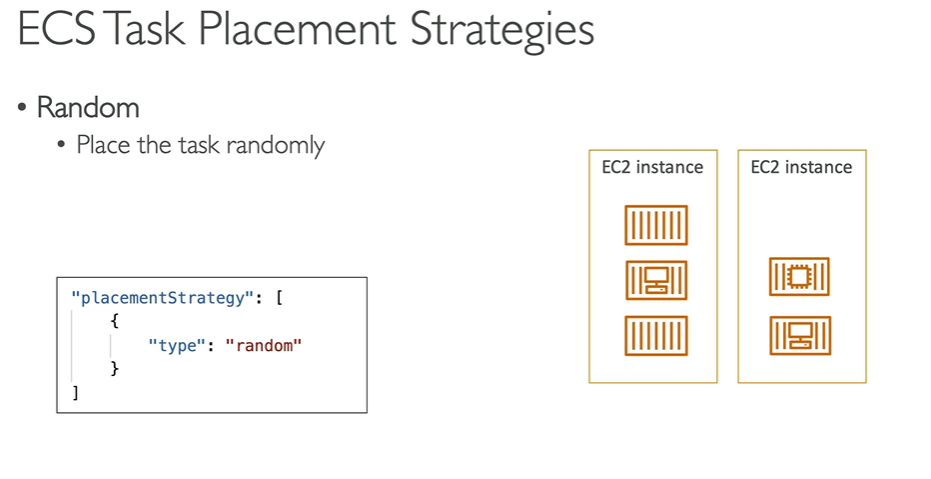 ECS Task Placement Strategies
• Random
• Place the task randomly
EC2 instance
EC2 instance
"placementStrategy": [
{
"type": "random"
}
]